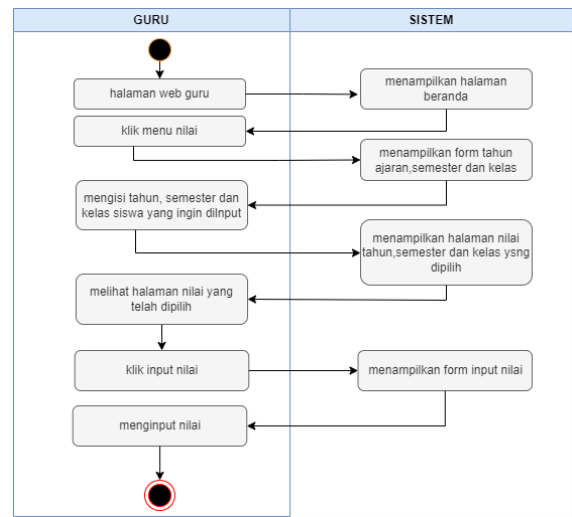 GURU
SISTEM
halaman web guru
menampilkan halaman
beranda
klik menu nilai
menampilkan form tahun
ajaran,semester dan kelas
mengisi tahun, semester dan
kelas siswa yang ingin diInput
menampilkan halaman nilai
tahun,semester dan kelas ysng
dipilih
melihat halaman nilai yang
telah dipilih
klik input nilai
menampilkan form input nilai
menginput nilai